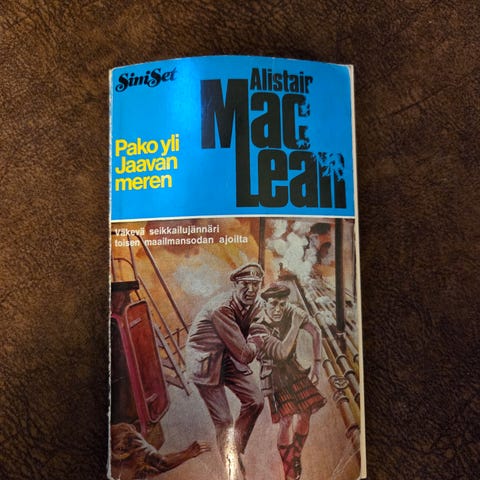 SiniSet
Alistair
Mac
Lean
Pako yli
Jaavan
meren
Väkevä seikkailujännäri
toisen maailmansodan ajoilta